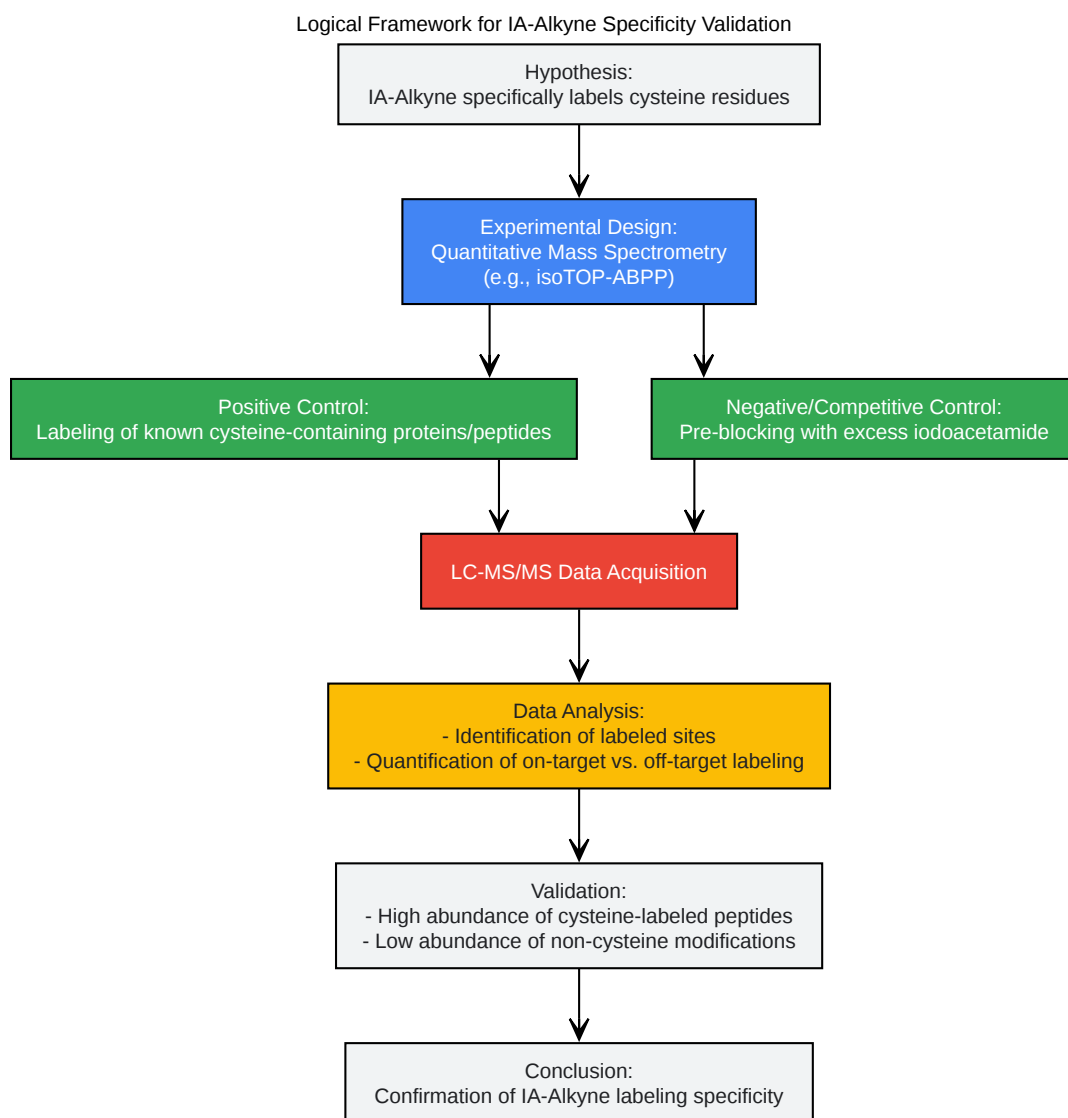 Logical Framework for IA-Alkyne Specificity Validation
Hypothesis:
IA-Alkyne specifically labels cysteine residues
Experimental Design:
Quantitative Mass Spectrometry
(e.g., isoTOP-ABPP)
Positive Control:
Labeling of known cysteine-containing proteins/peptides
Negative/Competitive Control:
Pre-blocking with excess iodoacetamide
LC-MS/MS Data Acquisition
Data Analysis:
- Identification of labeled sites
- Quantification of on-target vs. off-target labeling
Validation:
- High abundance of cysteine-labeled peptides
- Low abundance of non-cysteine modifications
Conclusion:
Confirmation of IA-Alkyne labeling specificity